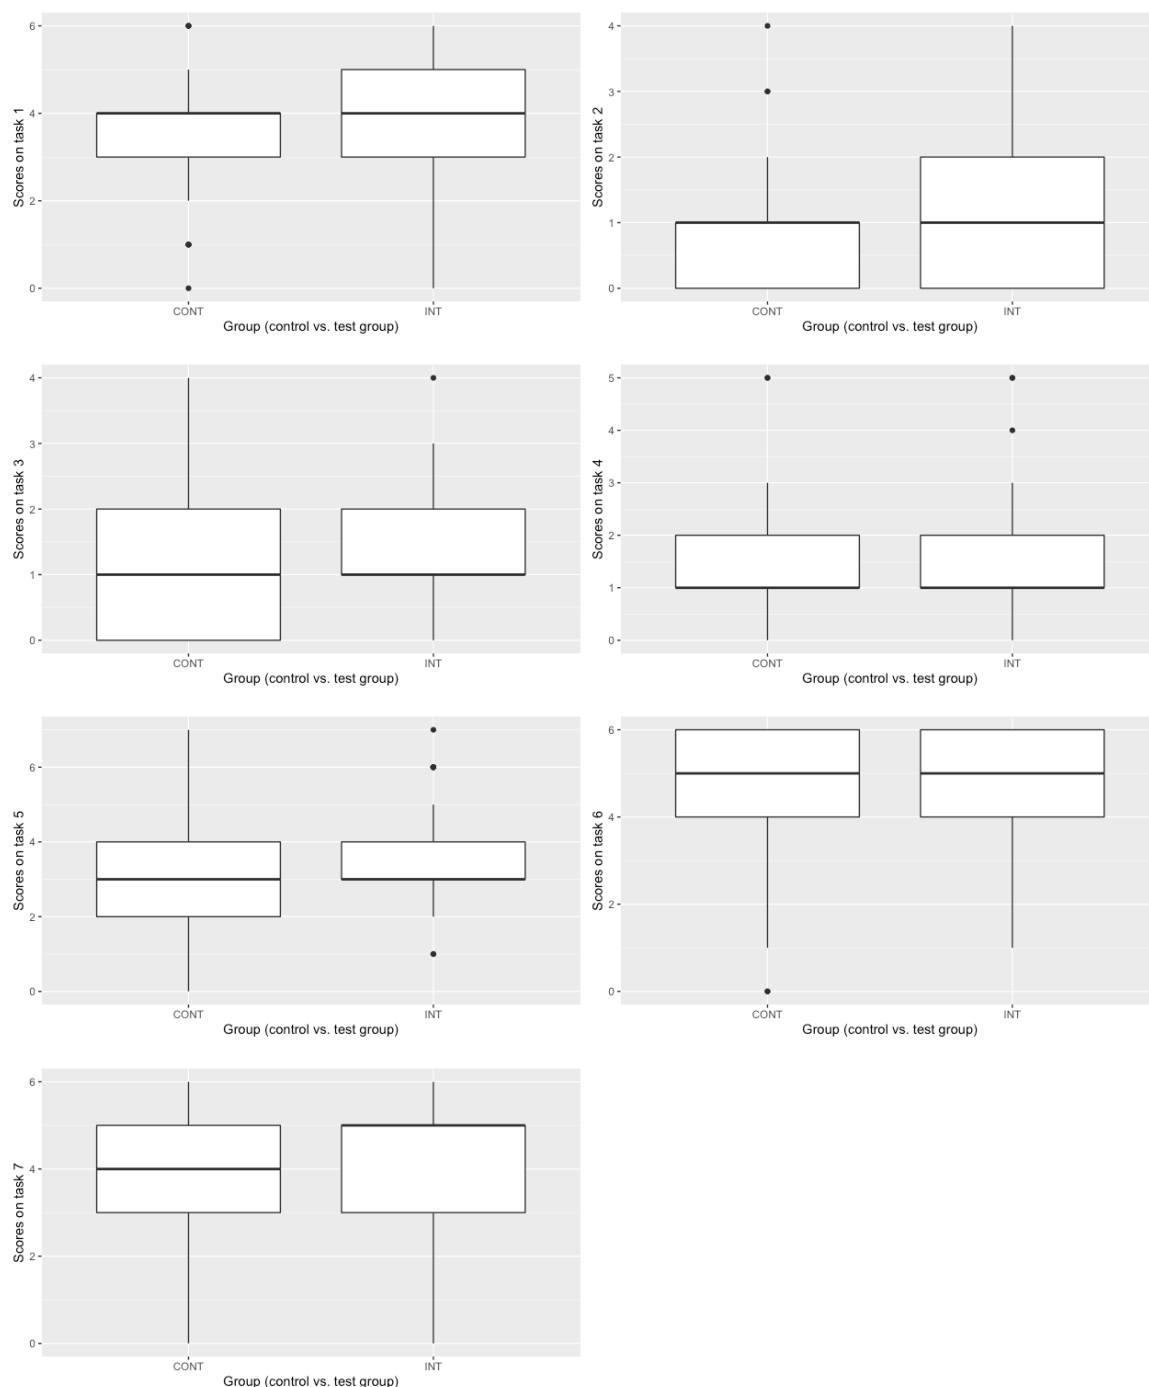 Scores on task 1
6
4
2
0
CONT
INT
Group (control vs. test group)
Scores on task 2
4
3
2
1
0
CONT
INT
Group (control vs. test group)
Scores on task 3
4
3
2
1
0
CONT
INT
Group (control vs. test group)
Scores on task 4
5
4
3
2
1
0
CONT
INT
Group (control vs. test group)
Scores on task 5
6
4
2
0
CONT
INT
Group (control vs. test group)
Scores on task 6
6
4
2
0
CONT
INT
Group (control vs. test group)
Scores on task 7
6
4
2
0
CONT
INT
Group (control vs. test group)